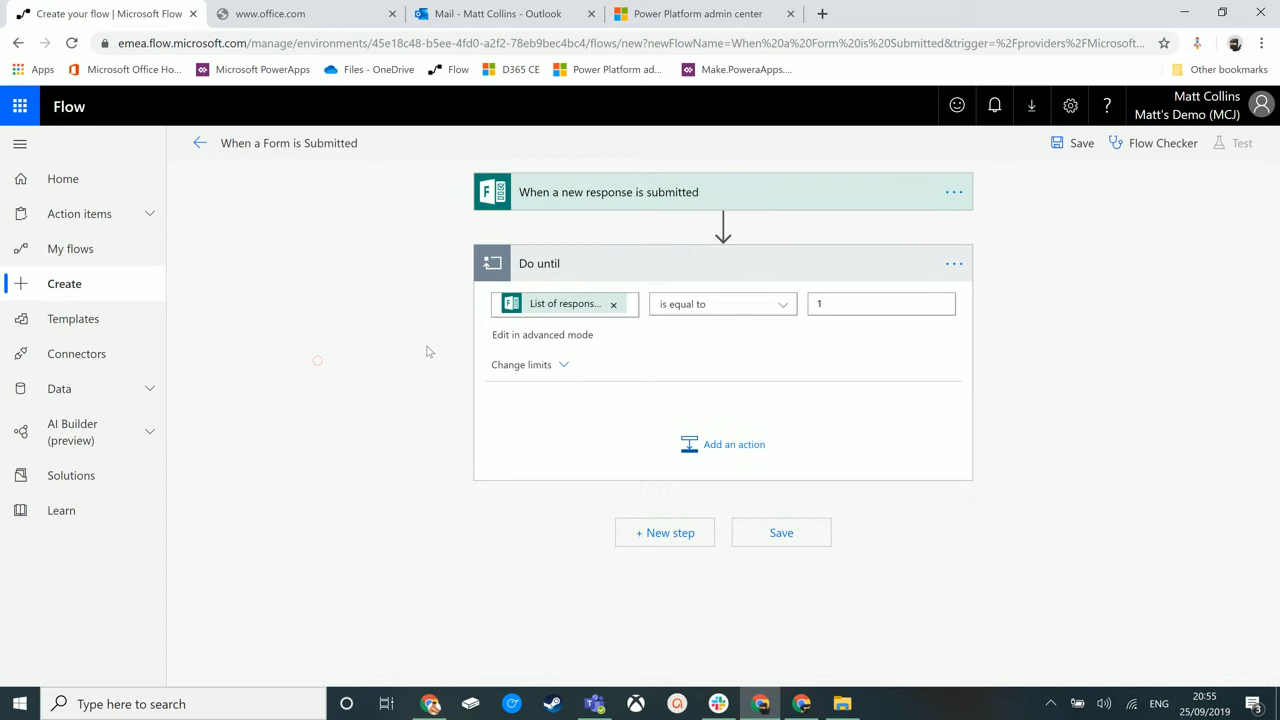 Create your flow | Microsoft Flow
www.office.com
Mail - Matt Collins - Outlook
Power Platform admin center
emea.flow.microsoft.com/manage/environments/45e18c48-b5ee-4fd0-a2f2-78eb9bec4bc4/flows/new?newFlowName=When%20a%20Form%20is%20Submitted&trigger=%2Fproviders%2FMicrosoft...
Apps
Microsoft Office Ho...
Microsoft PowerApps
Files - OneDrive
Flow
D365 CE
Power Platform ad...
Make.PoweraApps....
Other bookmarks
Flow
Matt Collins
Matt's Demo (MCJ)
When a Form is Submitted
Save
Flow Checker
Test
Home
Action items
My flows
Create
Templates
Connectors
Data
AI Builder
(preview)
Solutions
Learn
When a new response is submitted
Do until
List of respons...
is equal to
1
Edit in advanced mode
Change limits
Add an action
+ New step
Save
Type here to search
ENG
20:55
25/09/2019
3